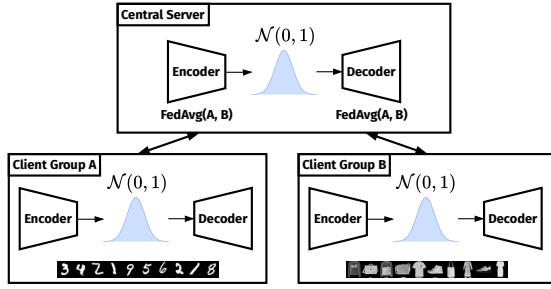 Central Server
𝒩(0, 1)
Encoder
Decoder
FedAvg(A, B)
FedAvg(A, B)
Client Group A
𝒩(0, 1)
Encoder
Decoder
3 4 2 1 9 5 6 2 1 8
Client Group B
𝒩(0, 1)
Encoder
Decoder